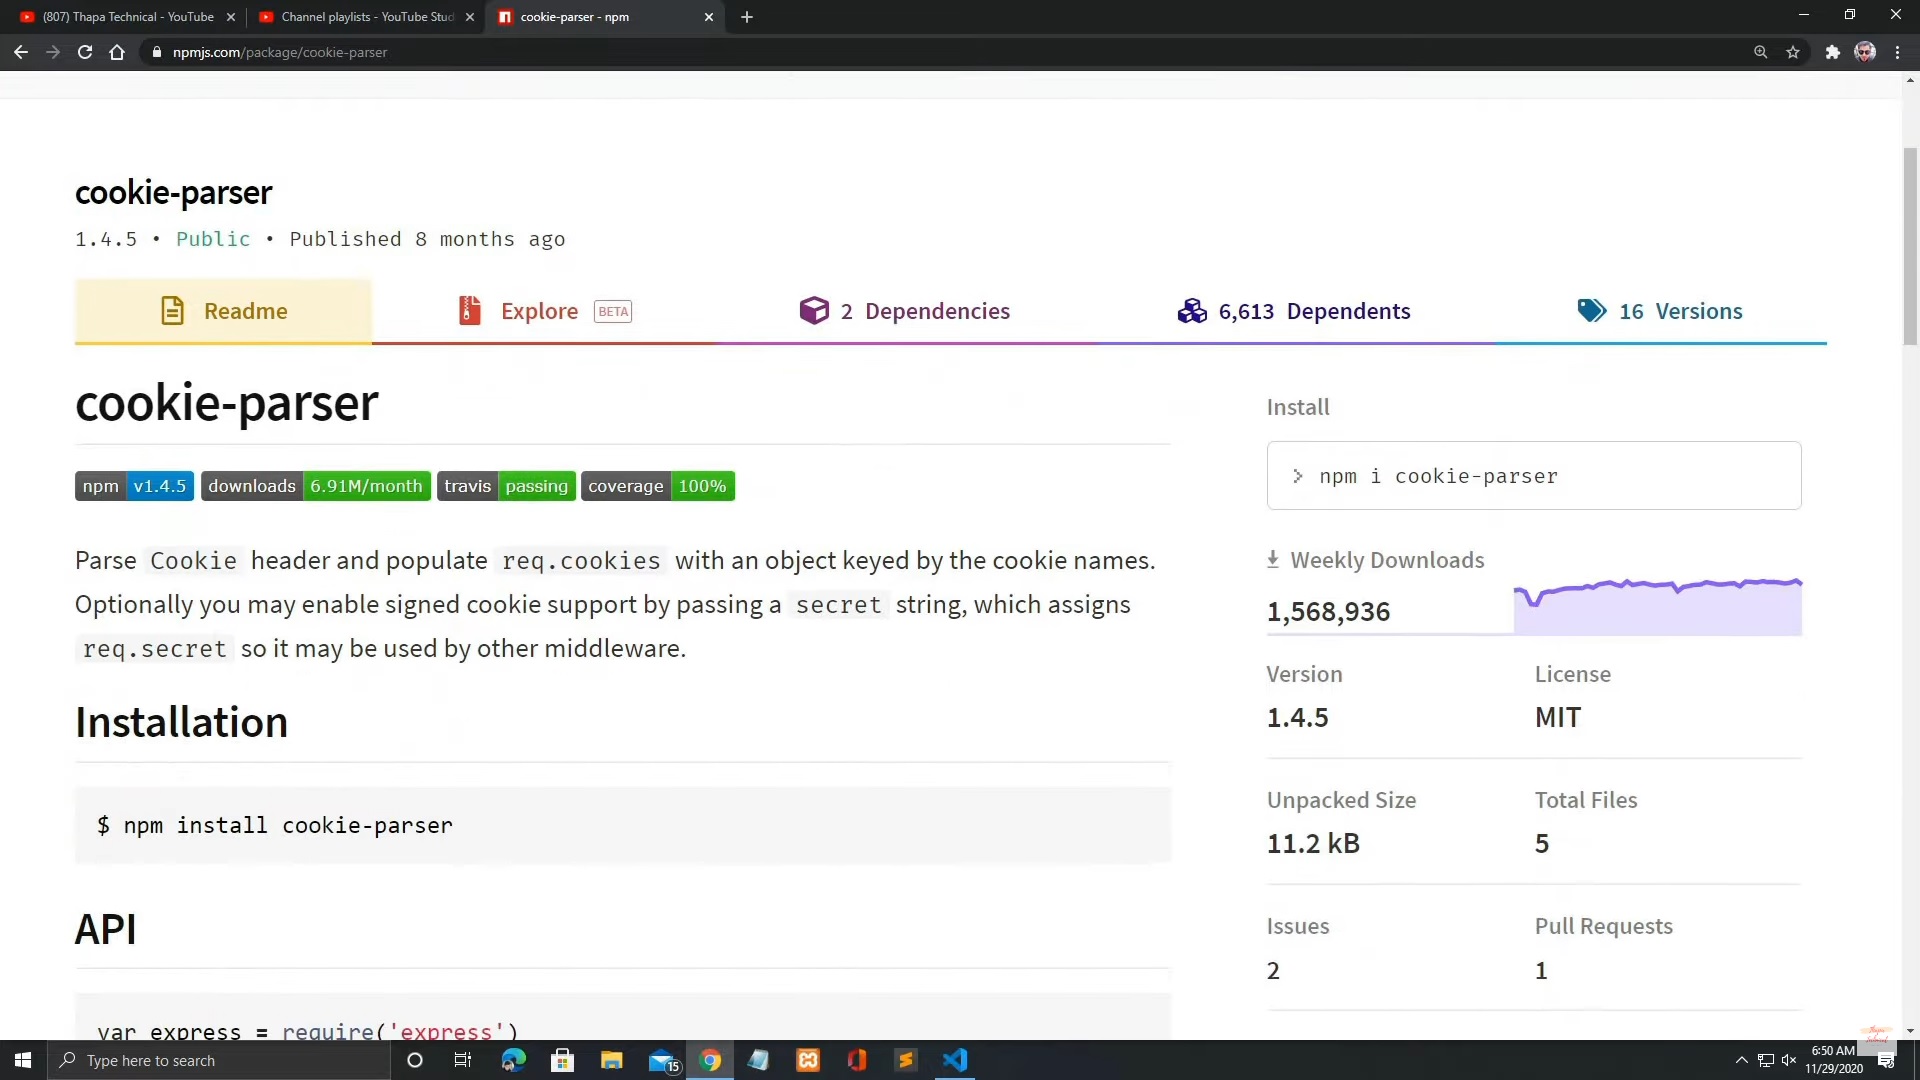 (807) Thapa Technical - YouTube
Channel playlists - YouTube Stud
cookie-parser - npm
npmjs.com/package/cookie-parser
cookie-parser
1.4.5 • Public • Published 8 months ago
Readme
Explore BETA
2 Dependencies
6,613 Dependents
16 Versions
cookie-parser
npm v1.4.5 downloads 6.91M/month travis passing coverage 100%
Parse Cookie header and populate req.cookies with an object keyed by the cookie names.
Optionally you may enable signed cookie support by passing a secret string, which assigns
req.secret so it may be used by other middleware.
Installation
$ npm install cookie-parser
API
var express = require('express')
Install
> npm i cookie-parser
Weekly Downloads
1,568,936
Version
License
1.4.5
MIT
Unpacked Size
Total Files
11.2 kB
5
Issues
Pull Requests
2
1
Type here to search
15
6:50 AM
11/29/2020